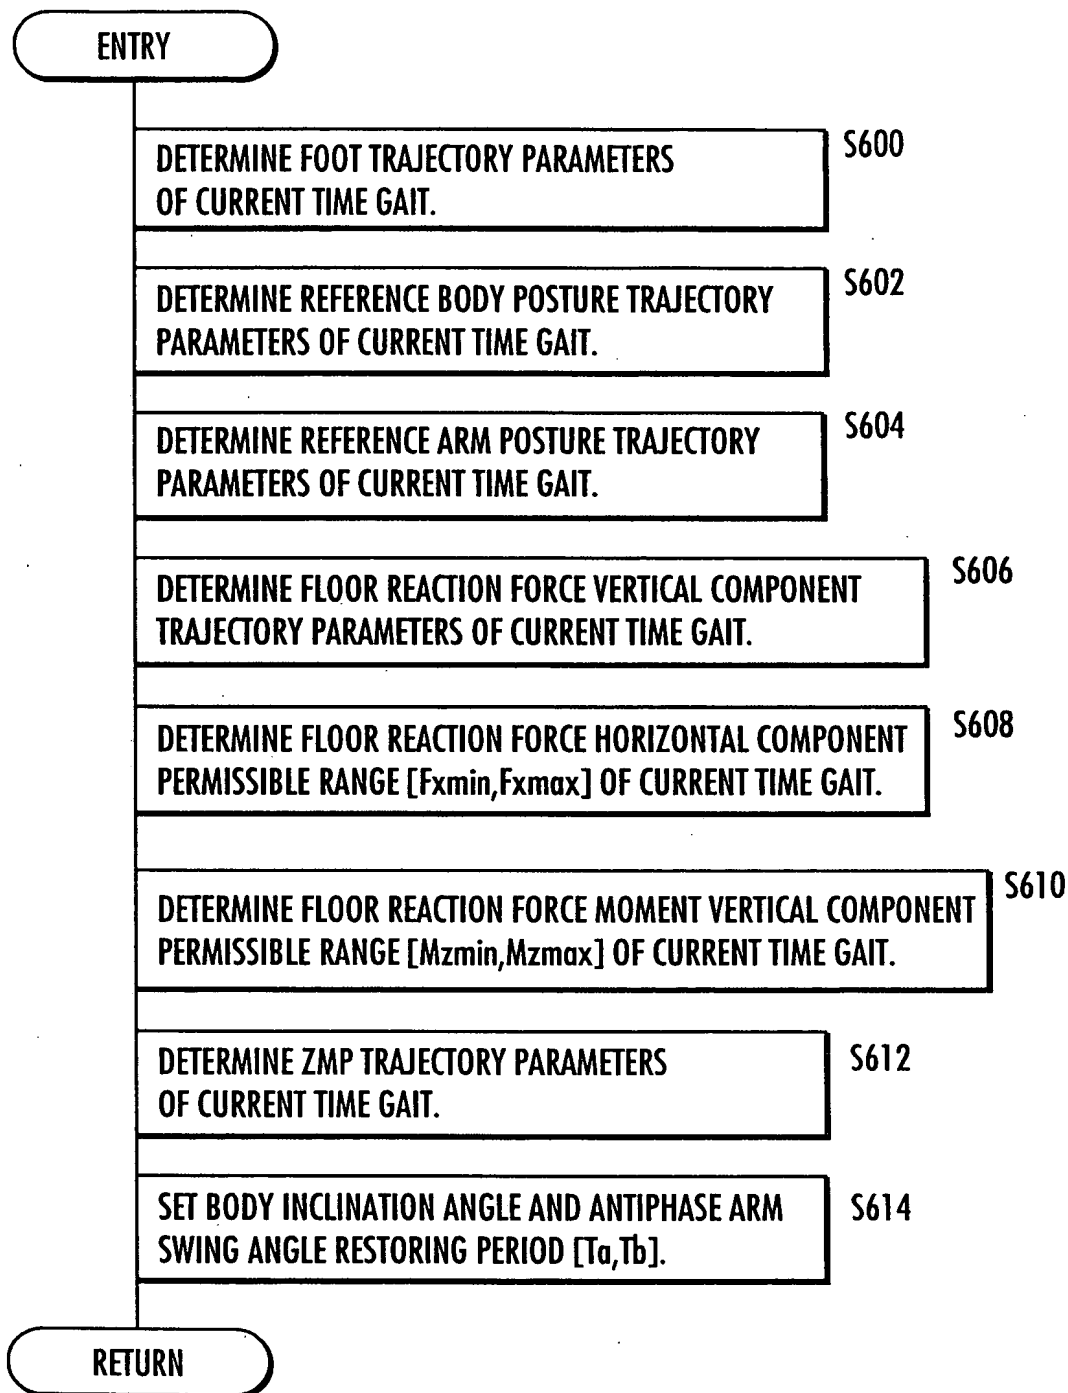 ENTRY
S600
DETERMINE FOOT TRAJECTORY PARAMETERS
OF CURRENT TIME GAIT.
S602
DETERMINE REFERENCE BODY POSTURE TRAJECTORY
PARAMETERS OF CURRENT TIME GAIT.
S604
DETERMINE REFERENCE ARM POSTURE TRAJECTORY
PARAMETERS OF CURRENT TIME GAIT.
S606
DETERMINE FLOOR REACTION FORCE VERTICAL COMPONENT
TRAJECTORY PARAMETERS OF CURRENT TIME GAIT.
S608
DETERMINE FLOOR REACTION FORCE HORIZONTAL COMPONENT
PERMISSIBLE RANGE [Fxmin,Fxmax] OF CURRENT TIME GAIT.
S610
DETERMINE FLOOR REACTION FORCE MOMENT VERTICAL COMPONENT
PERMISSIBLE RANGE [Mzmin,Mzmax] OF CURRENT TIME GAIT.
S612
DETERMINE ZMP TRAJECTORY PARAMETERS
OF CURRENT TIME GAIT.
S614
SET BODY INCLINATION ANGLE AND ANTIPHASE ARM
SWING ANGLE RESTORING PERIOD [Ta,Tb].
RETURN